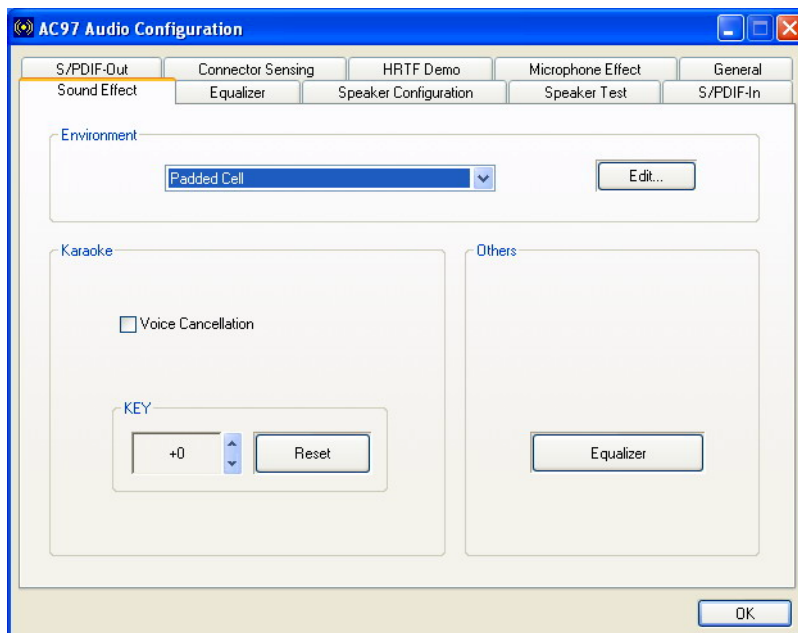 AC97 Audio Configuration
S/PDIF-Out Connector Sensing HRTF Demo Microphone Effect General
Sound Effect Equalizer Speaker Configuration Speaker Test S/PDIF-In
Environment
Padded Cell Edit...
Karaoke Others
Voice Cancellation
KEY
+0 Reset Equalizer
OK